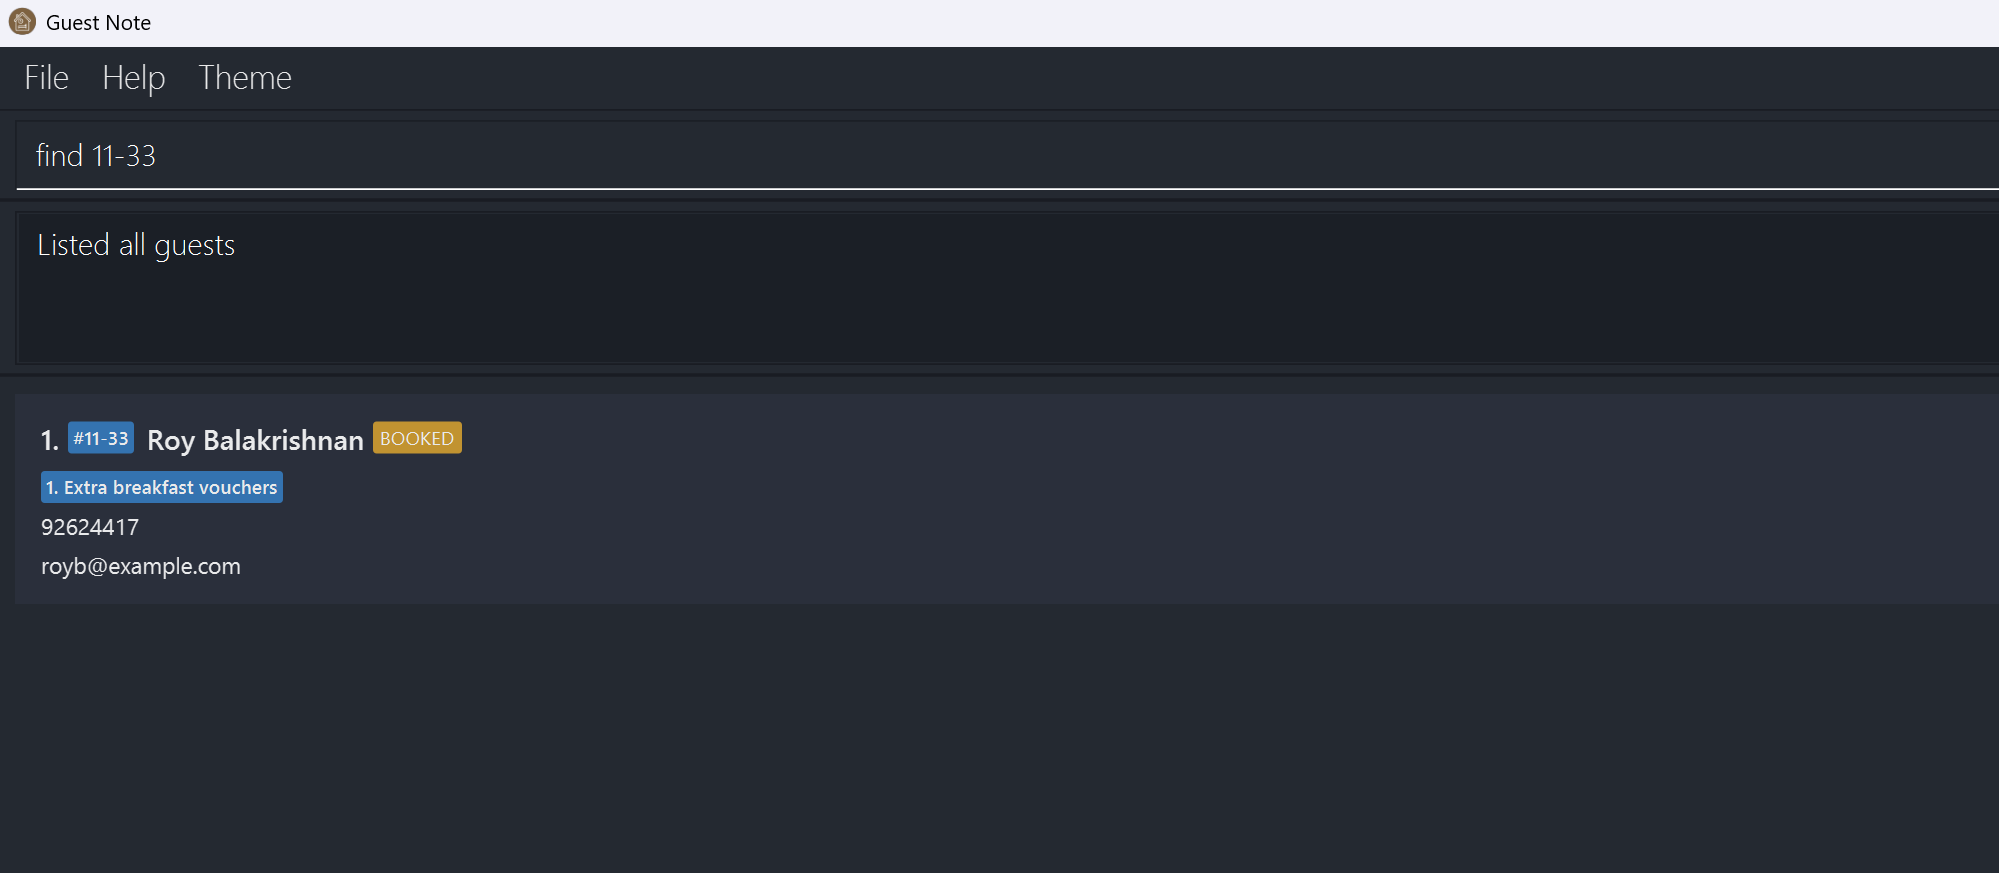 Guest Note
File Help Theme
find 11-33
Listed all guests
1. #11-33 Roy Balakrishnan BOOKED
1. Extra breakfast vouchers
92624417
royb@example.com